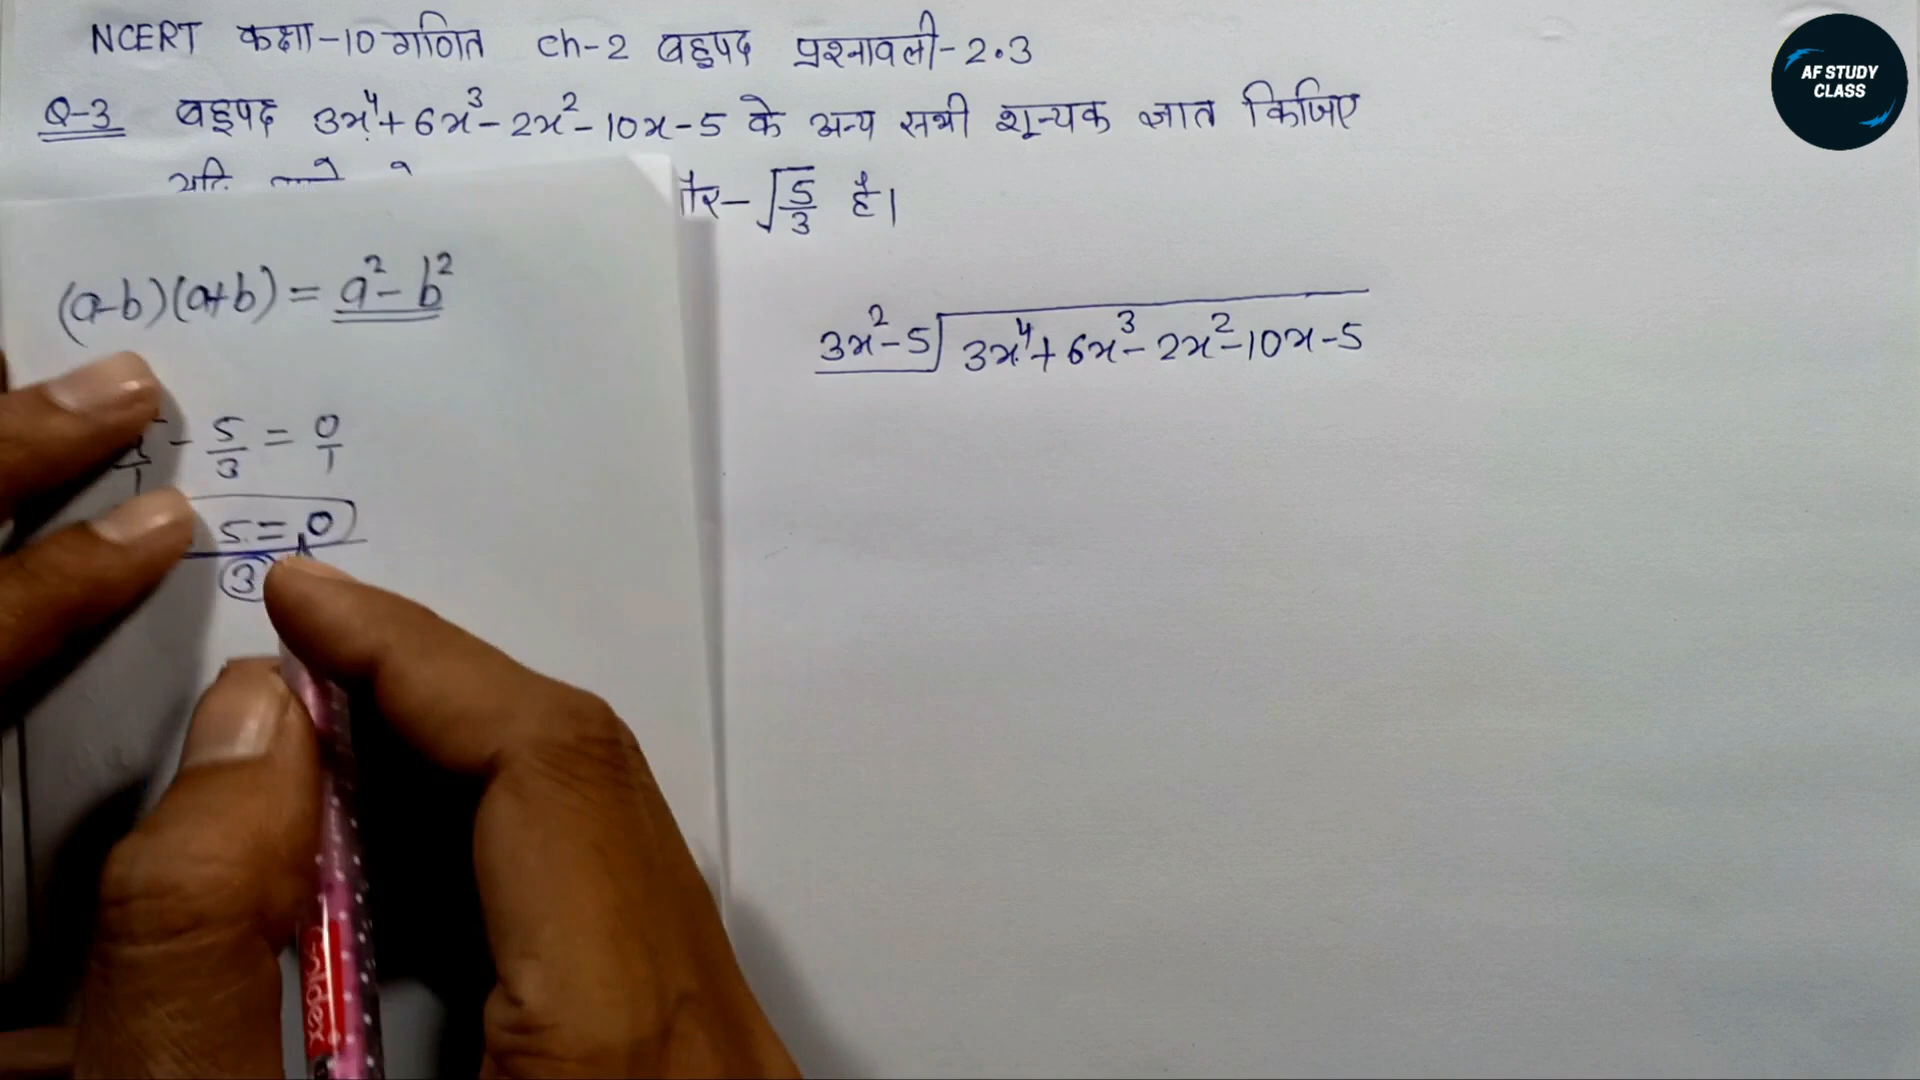 NCERT कक्षा-10 गणित ch-2 बहुपद प्रश्नावली-2.3
Q-3 बहुपद 3x⁴+6x³-2x²-10x-5 के अन्य सभी शून्यक ज्ञात किजिए
यदि -√5/3 है।
(a-b)(a+b) = a²-b²
3x²-5 3x⁴+6x³-2x²-10x-5
- 5/3 = 0/1
5 = 0
3
AF STUDY
CLASS
Goldex